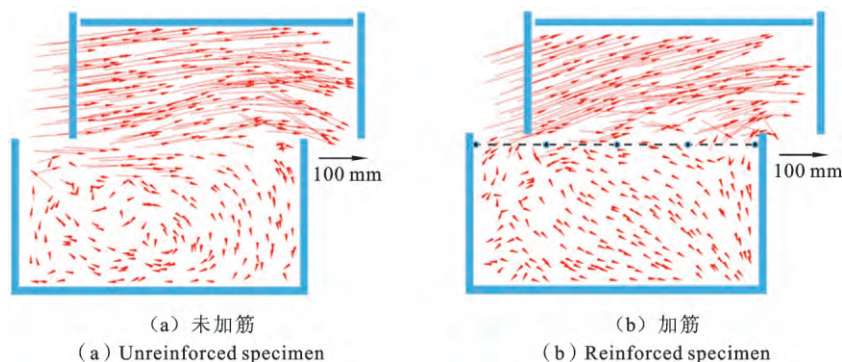 100 mm
100 mm
（a）未加筋
（a）Unreinforced specimen
（b）加筋
（b）Reinforced specimen